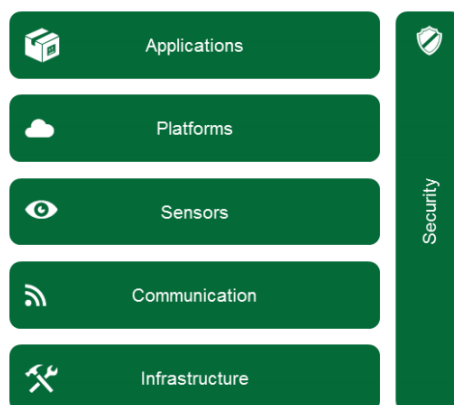 Applications
Platforms
Sensors
Communication
Infrastructure
Security